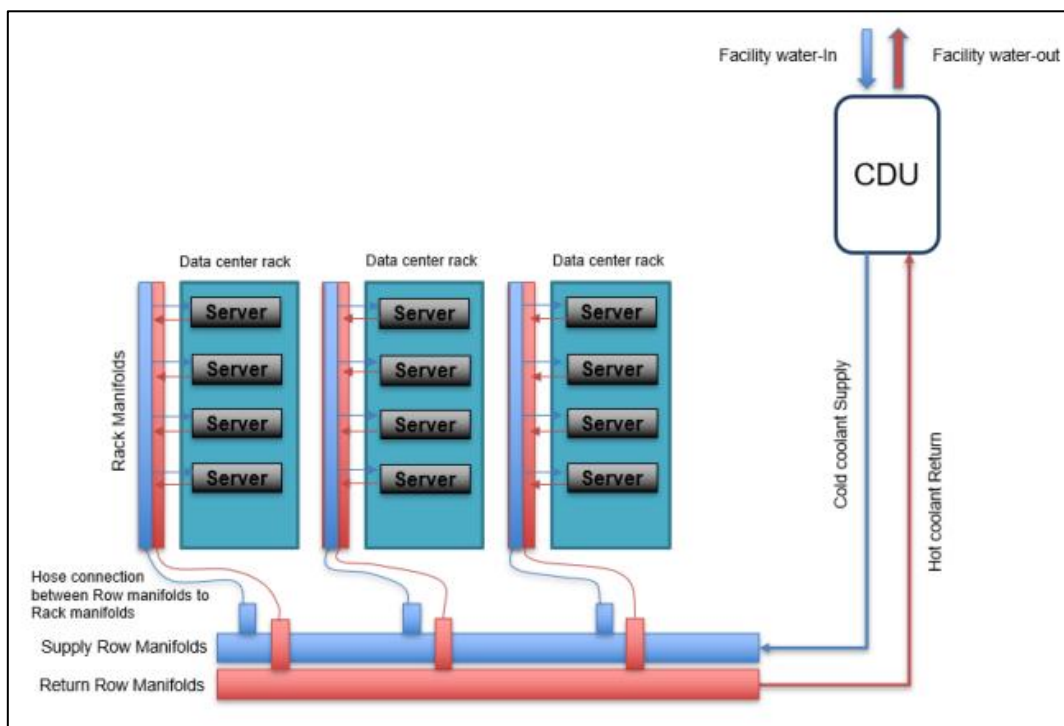 Facility water-In
Facility water-out
CDU
Data center rack
Data center rack
Data center rack
Server
Server
Server
Server
Server
Server
Server
Server
Server
Server
Server
Server
Rack Manifolds
Cold coolant Supply
Hot coolant Return
Hose connection
between Row manifolds to
Rack manifolds
Supply Row Manifolds
Return Row Manifolds